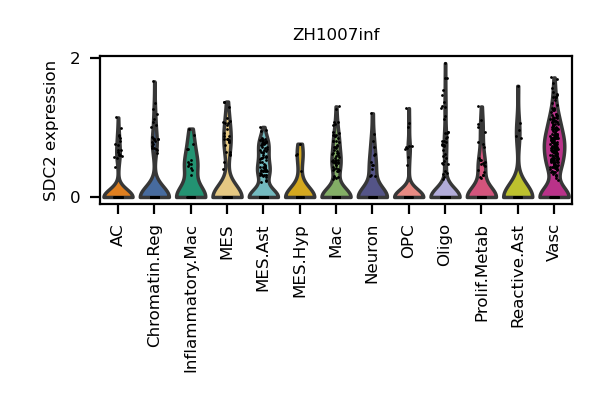 ZH1007inf
SDC2 expression
2
0
AC
Chromatin.Reg
Inflammatory.Mac
MES
MES.Ast
MES.Hyp
Mac
Neuron
OPC
Oligo
Prolif.Metab
Reactive.Ast
Vasc